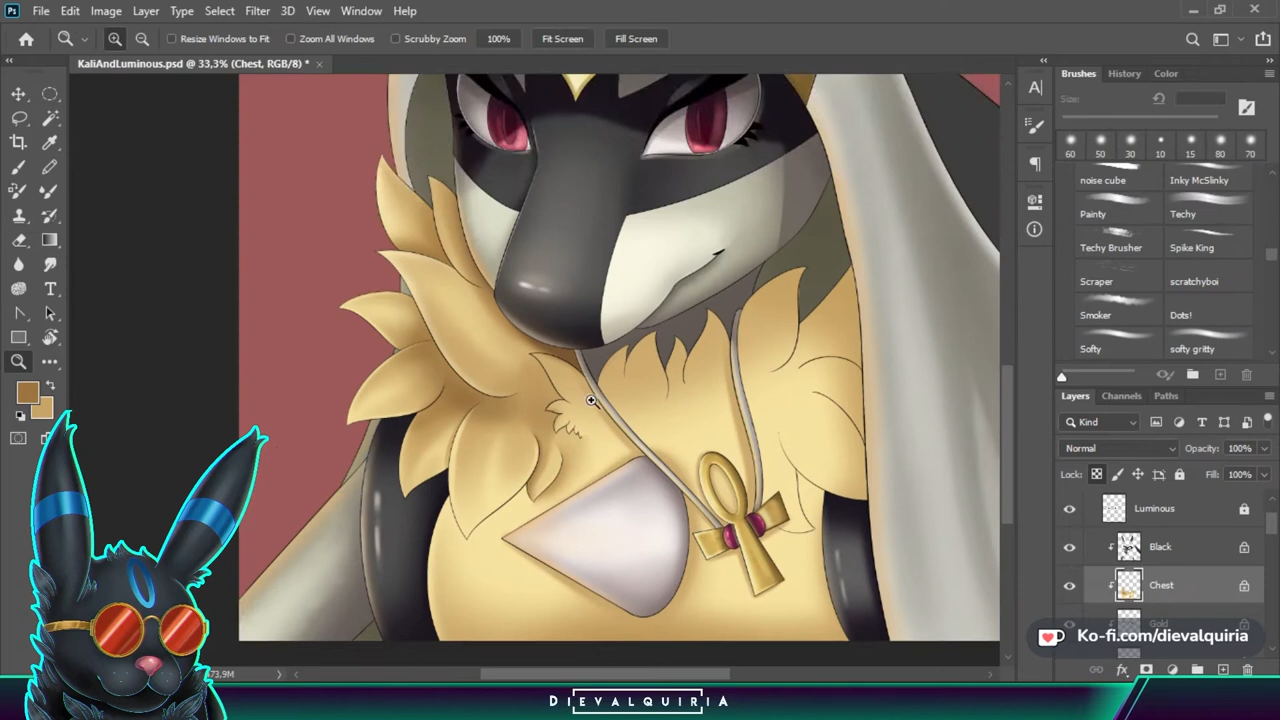 Ps File Edit Image Layer Type Select Filter 3D View Window Help
Resize Windows to Fit Zoom All Windows Scrubby Zoom 100% Fit Screen Fill Screen
KaliAndLuminous.psd @ 33,3% (Chest, RGB/8) *
Brushes History Color
Size:
60 50 30 10 15 80 70
noise cube Inky McSlinky
Painty Techy
Techy Brusher Spike King
Scraper scratchyboi
Smoker Dots!
Softy softy gritty
Layers Channels Paths
Kind
Normal Opacity: 100%
Lock: Fill: 100%
Luminous
Black
Chest
Gold
Ko-fi.com/dievalquiria
73,9M
DIEVALQUIRIA